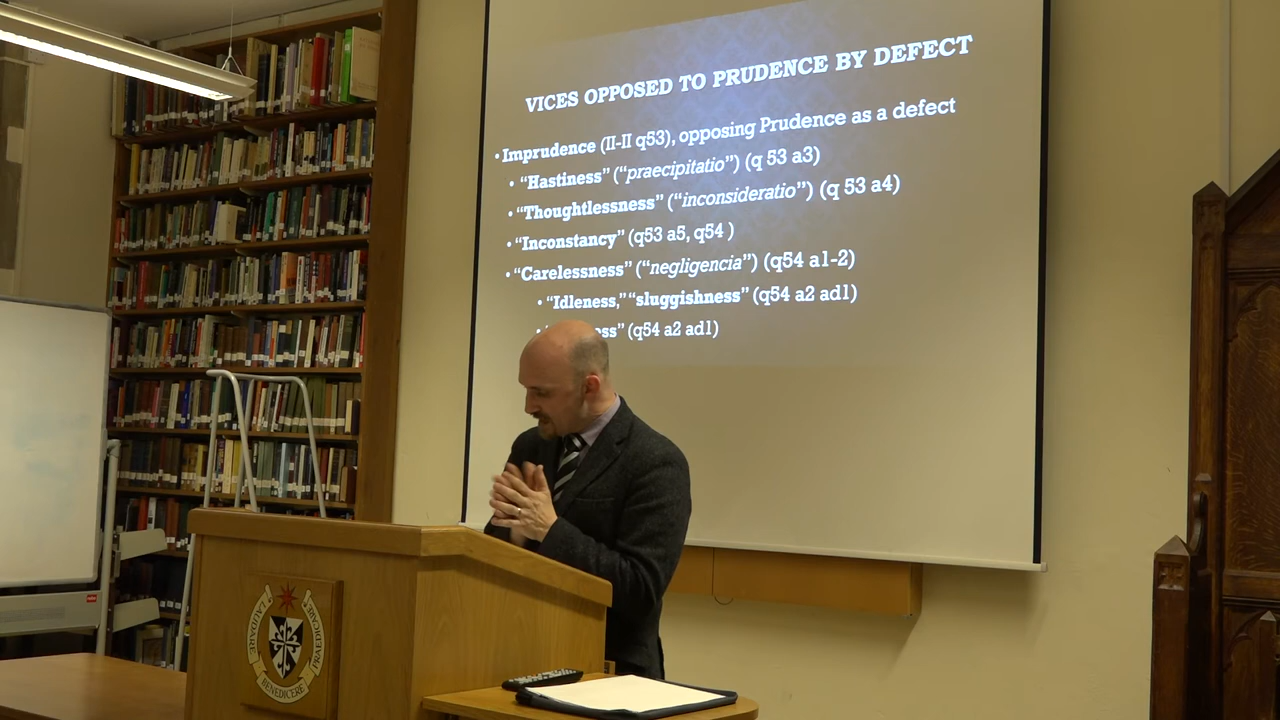 VICES OPPOSED TO PRUDENCE BY DEFECT
• Imprudence (II-II q53), opposing Prudence as a defect
• “Hastiness” (“praecipitatio”) (q 53 a3)
• “Thoughtlessness” (“inconsideratio”) (q 53 a4)
• “Inconstancy” (q53 a5, q54 )
• “Carelessness” (“negligencia”) (q54 a1-2)
• “Idleness,” “sluggishness” (q54 a2 ad1)
(q54 a2 ad1)
LAUDARE
BENEDICERE
PRAEDICARE